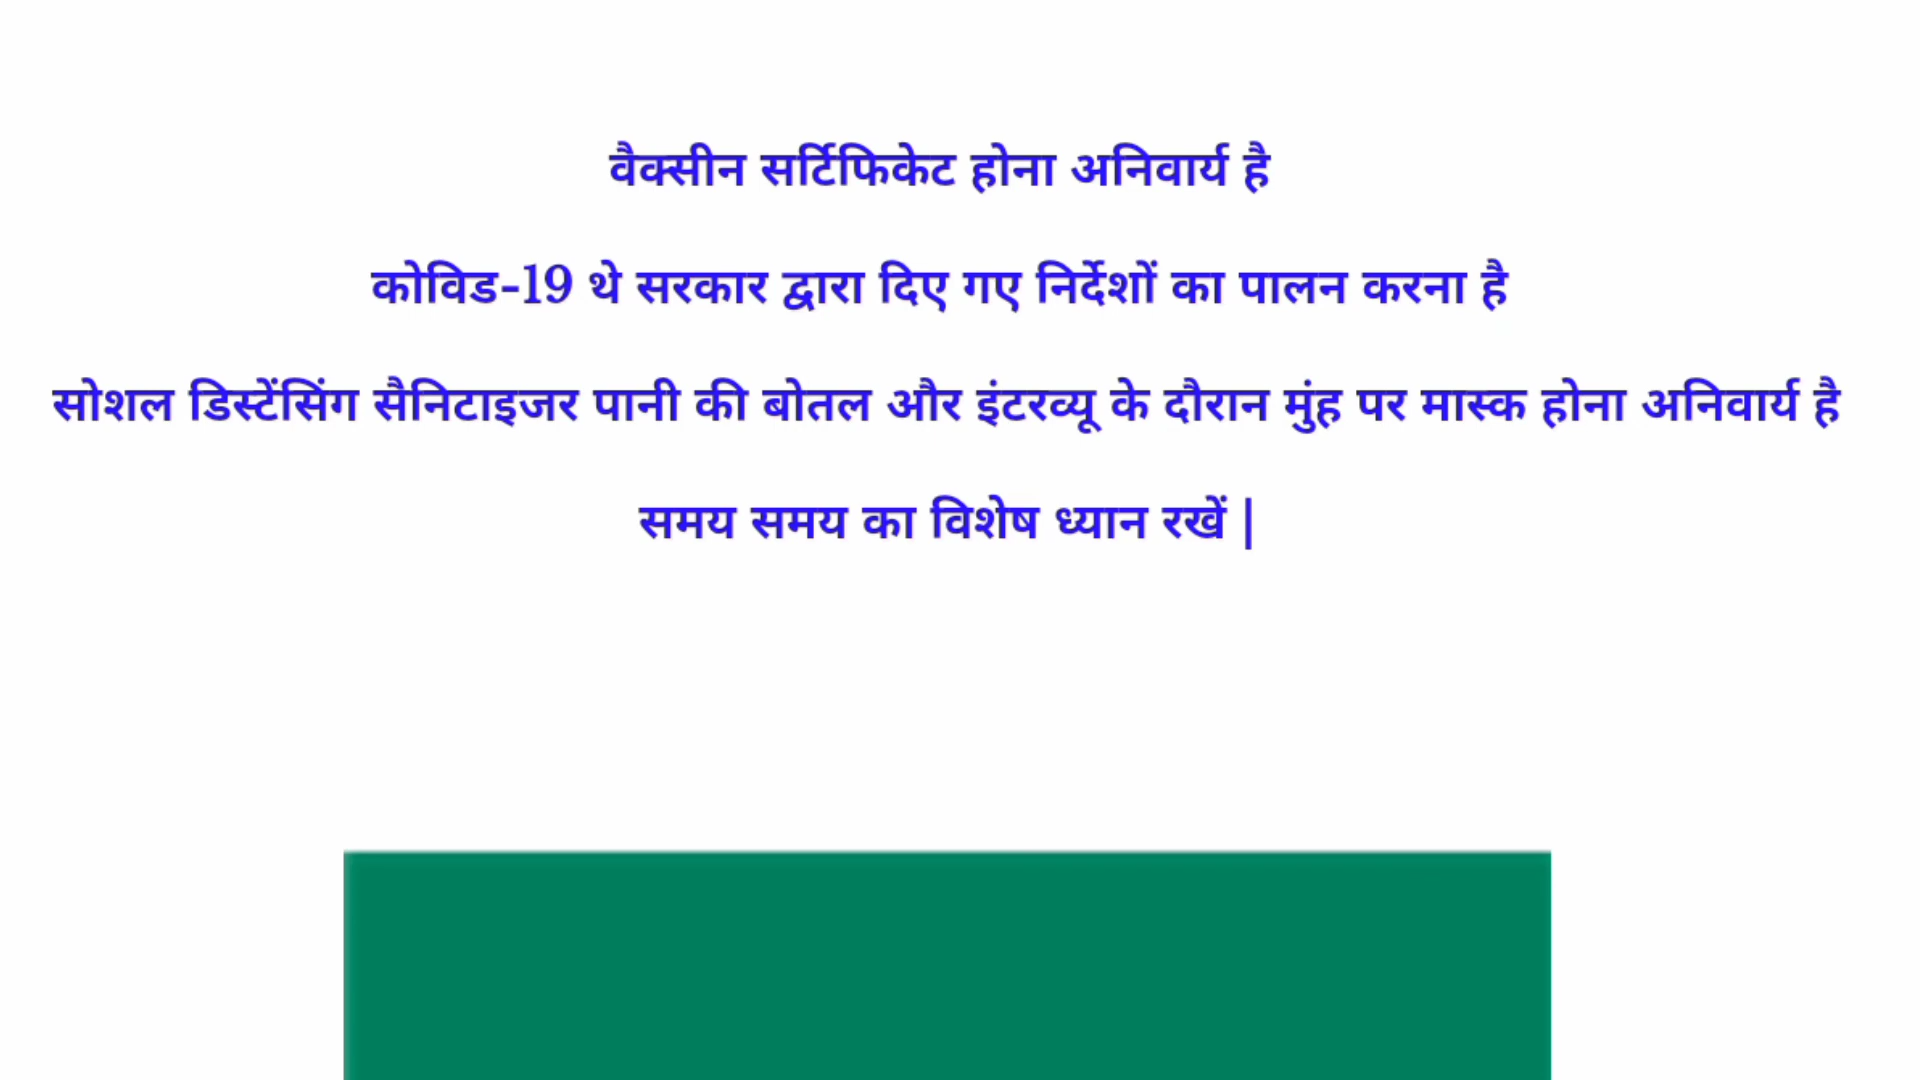 वैक्सीन सर्टिफिकेट होना अनिवार्य है
कोविड-19 थे सरकार द्वारा दिए गए निर्देशों का पालन करना है
सोशल डिस्टेंसिंग सैनिटाइजर पानी की बोतल और इंटरव्यू के दौरान मुंह पर मास्क होना अनिवार्य है
समय समय का विशेष ध्यान रखें |